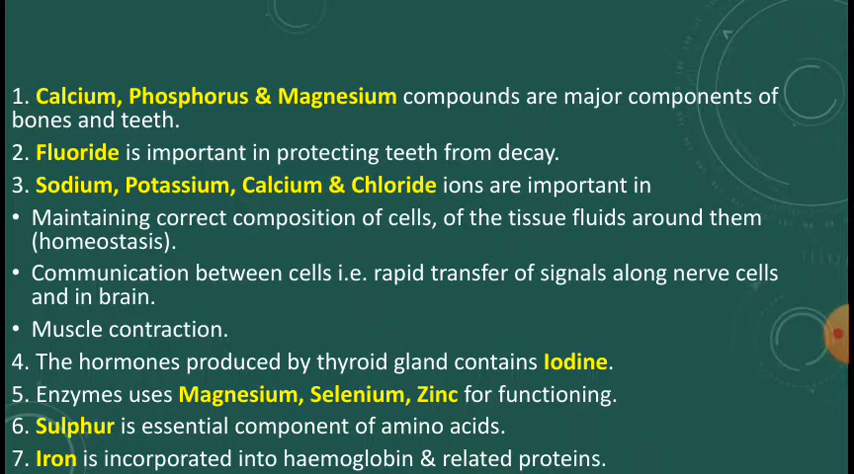 1. Calcium, Phosphorus & Magnesium compounds are major components of
bones and teeth.
2. Fluoride is important in protecting teeth from decay.
3. Sodium, Potassium, Calcium & Chloride ions are important in
• Maintaining correct composition of cells, of the tissue fluids around them
(homeostasis).
• Communication between cells i.e. rapid transfer of signals along nerve cells
and in brain.
• Muscle contraction.
4. The hormones produced by thyroid gland contains Iodine.
5. Enzymes uses Magnesium, Selenium, Zinc for functioning.
6. Sulphur is essential component of amino acids.
7. Iron is incorporated into haemoglobin & related proteins.